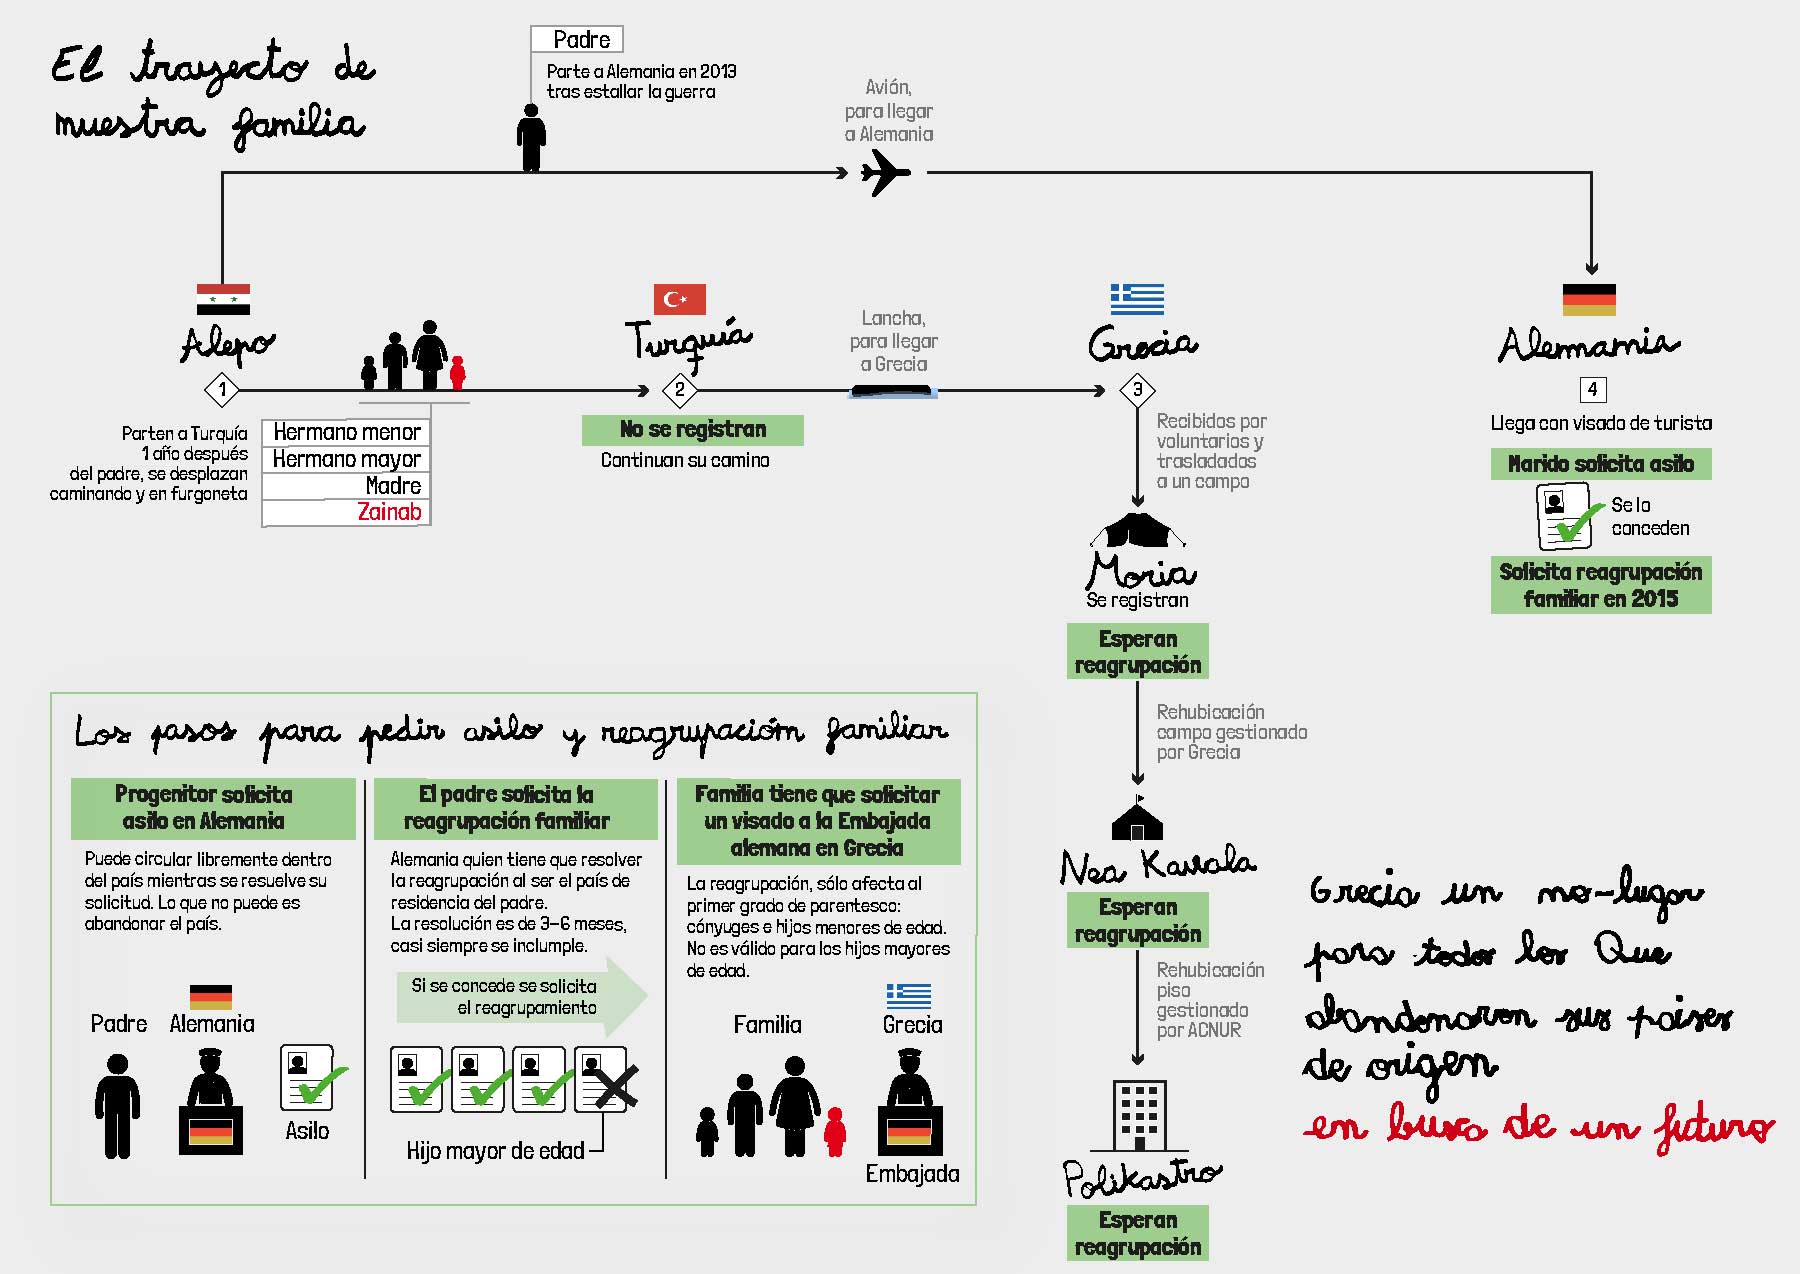 El trayecto de
nuestra familia
Padre
Parte a Alemania en 2013
tras estallar la guerra
Avión,
para llegar
a Alemania
Alepo
1
Parten a Turquía
1 año después
del padre, se desplazan
caminando y en furgoneta
Hermano menor
Hermano mayor
Madre
Zainab
Turquía
2
No se registran
Continuan su camino
Lancha,
para llegar
a Grecia
Grecia
3
Recibidos por
voluntarios y
trasladados
a un campo
Moria
Se registran
Esperan
reagrupación
Rehubicación
campo gestionado
por Grecia
Nea Kavala
Esperan
reagrupación
Rehubicación
piso
gestionado
por ACNUR
Polikastro
Esperan
reagrupación
Alemania
4
Llega con visado de turista
Marido solicita asilo
Se lo
conceden
Solicita reagrupación
familiar en 2015
Los pasos para pedir asilo y reagrupación familiar
Progenitor solicita
asilo en Alemania
Puede circular libremente dentro
del país mientras se resuelve su
solicitud. Lo que no puede es
abandonar el país.
Padre
Alemania
Asilo
El padre solicita la
reagrupación familiar
Alemania quien tiene que resolver
la reagrupación al ser el país de
residencia del padre.
La resolución es de 3-6 meses,
casi siempre se inclumple.
Si se concede se solicita
el reagrupamiento
Hijo mayor de edad
Familia tiene que solicitar
un visado a la Embajada
alemana en Grecia
La reagrupación, sólo afecta al
primer grado de parentesco:
cónyuges e hijos menores de edad.
No es válido para los hijos mayores
de edad.
Familia
Grecia
Embajada
Grecia un no-lugar
para todos los Que
abandonaron sus paises
de origen
en busca de un futuro